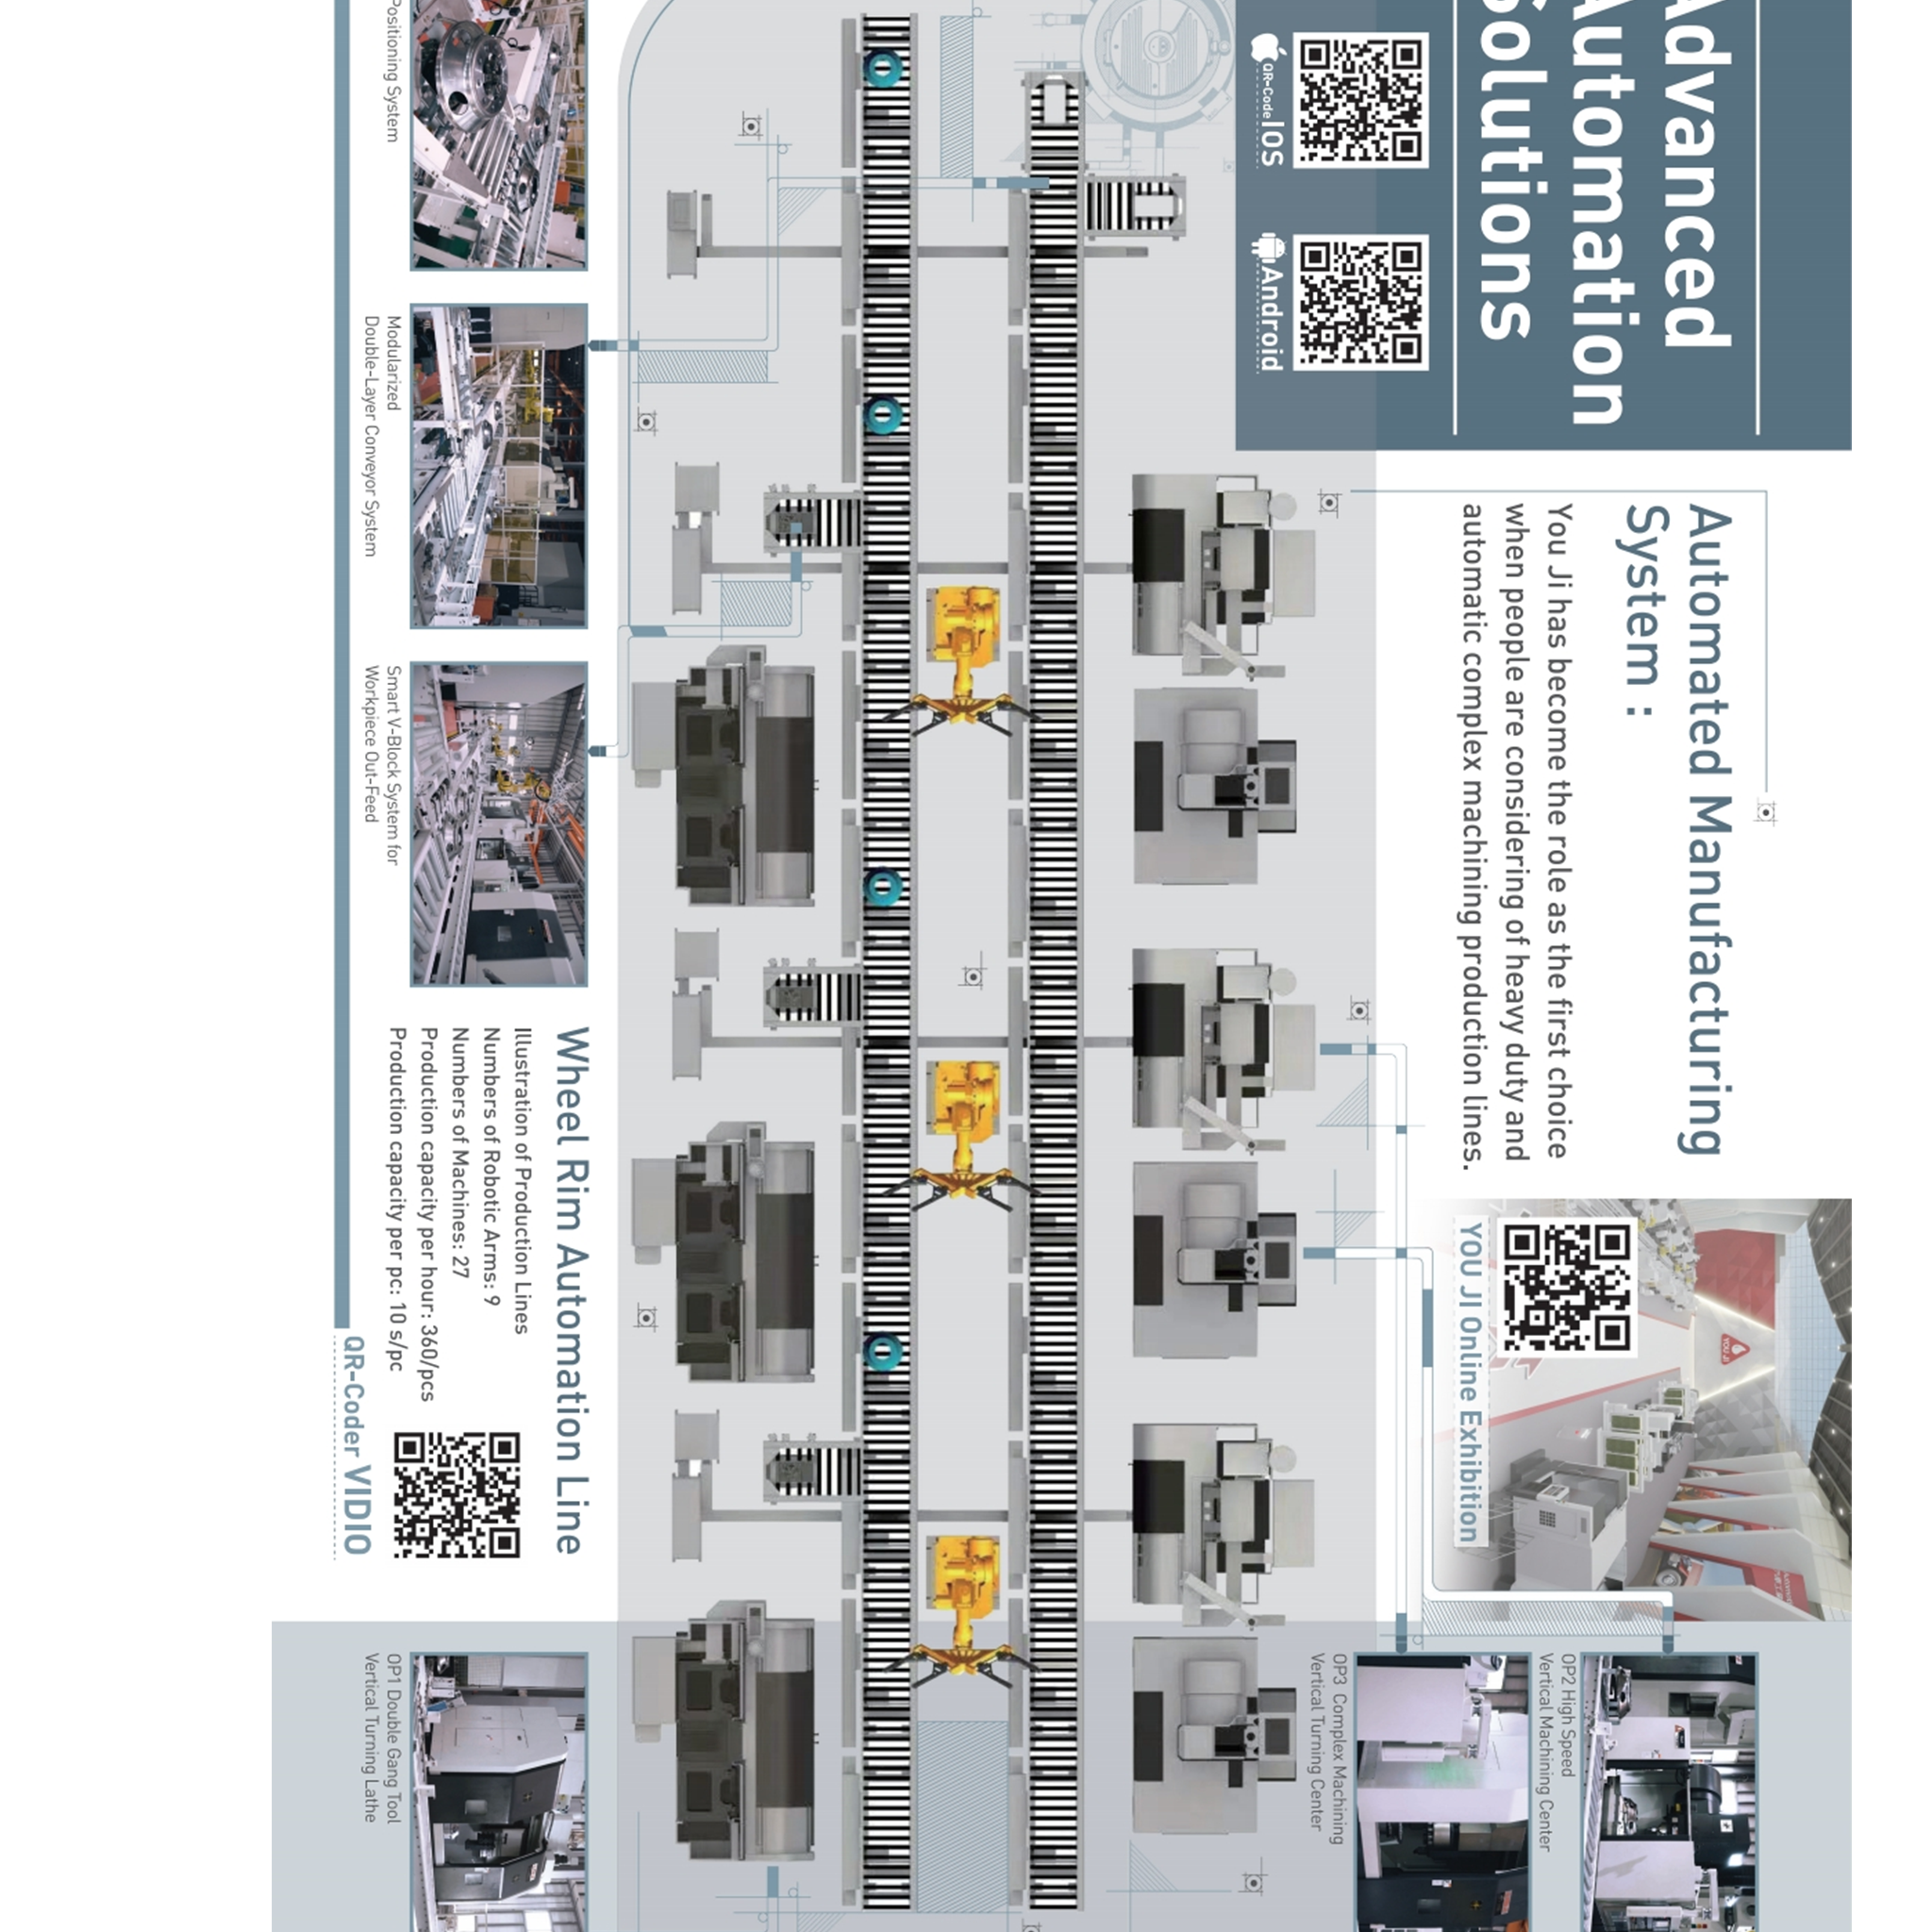 Advanced
Automation
Solutions
QR-Code IOS
Android
Automated Manufacturing
System :
You Ji has become the role as the first choice
when people are considering of heavy duty and
automatic complex machining production lines.
YOU JI
YOU JI Online Exhibition
OP2 High Speed
Vertical Machining Center
OP3 Complex Machining
Vertical Turning Center
Positioning System
Modularized
Double-Layer Conveyor System
Smart V-Block System for
Workpiece Out-Feed
Wheel Rim Automation Line
Illustration of Production Lines
Numbers of Robotic Arms: 9
Numbers of Machines: 27
Production capacity per hour: 360/pcs
Production capacity per pc: 10 s/pc
QR-Coder VIDIO
OP1 Double Gang Tool
Vertical Turning Lathe